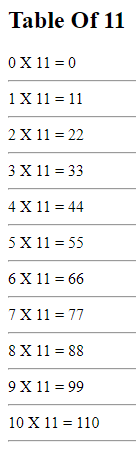 Table Of 11
0 X 11 = 0
1 X 11 = 11
2 X 11 = 22
3 X 11 = 33
4 X 11 = 44
5 X 11 = 55
6 X 11 = 66
7 X 11 = 77
8 X 11 = 88
9 X 11 = 99
10 X 11 = 110